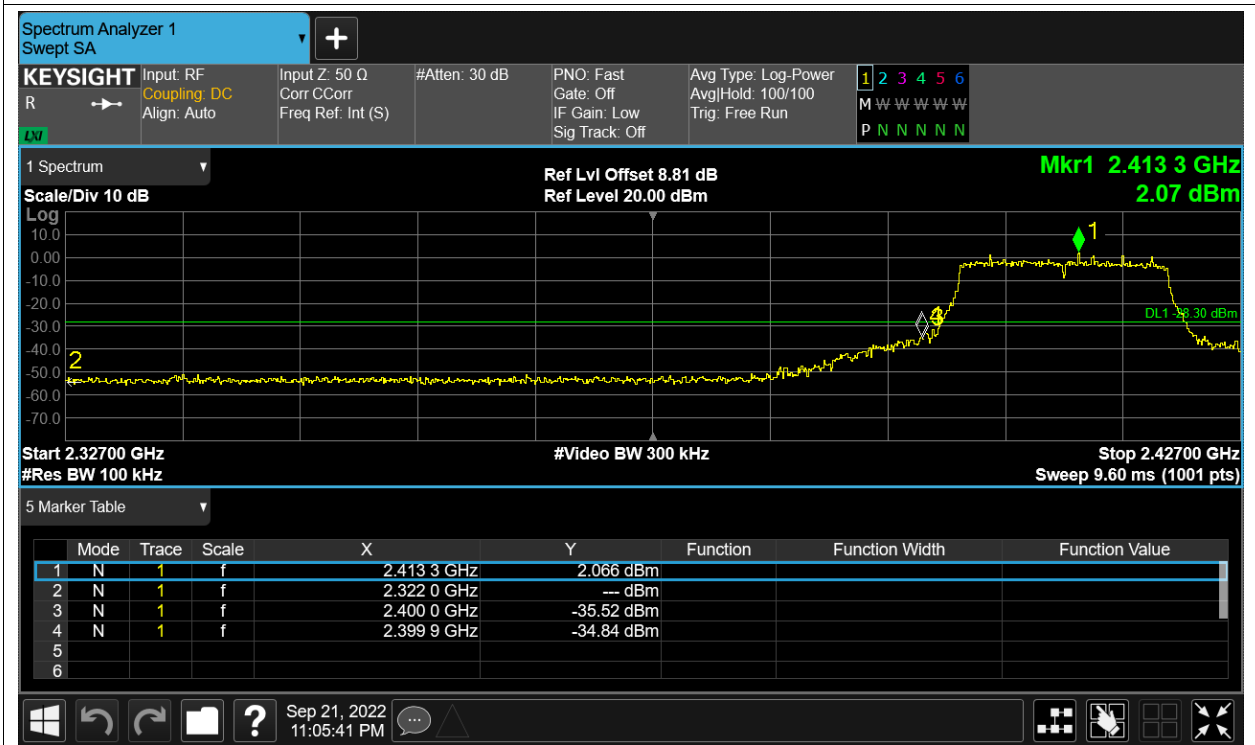 Spectrum Analyzer 1
Swept SA
KEYSIGHT
R
LXI
Input: RF
Coupling: DC
Align: Auto
Input Z: 50 Ω
Corr CCorr
Freq Ref: Int (S)
#Atten: 30 dB
PNO: Fast
Gate: Off
IF Gain: Low
Sig Track: Off
Avg Type: Log-Power
Avg|Hold: 100/100
Trig: Free Run
1 2 3 4 5 6
M W W W W W
P N N N N N
1 Spectrum
Scale/Div 10 dB
Ref Lvl Offset 8.81 dB
Ref Level 20.00 dBm
Mkr1 2.413 3 GHz
2.07 dBm
Log
10.0
0.00
-10.0
-20.0
-30.0
-40.0
-50.0
-60.0
-70.0
1
2
DL1 -28.30 dBm
Start 2.32700 GHz #Video BW 300 kHz Stop 2.42700 GHz
#Res BW 100 kHz Sweep 9.60 ms (1001 pts)
5 Marker Table
Mode Trace Scale X Y Function Function Width Function Value
1 N 1 f 2.413 3 GHz 2.066 dBm
2 N 1 f 2.322 0 GHz --- dBm
3 N 1 f 2.400 0 GHz -35.52 dBm
4 N 1 f 2.399 9 GHz -34.84 dBm
5
6
?
Sep 21, 2022
11:05:41 PM